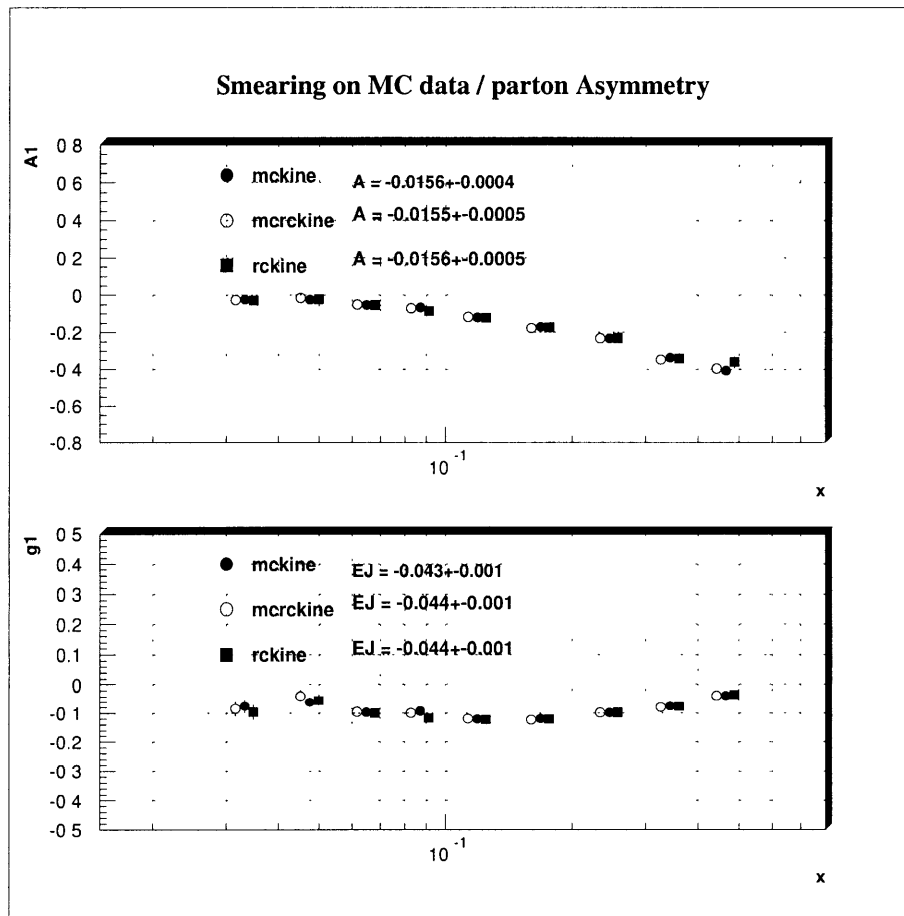 Smearing on MC data / parton Asymmetry
A1
0 8
0 6
0 4
0 2
0
-0.2
-0.4
-0.6
-0.8
mckine A = -0.0156+-0.0004
mcrckine A = -0.0155+-0.0005
rckine A = -0.0156+-0.0005
10 -1
x
g1
0 5
0.4
0.3
0.2
0.1
0
-0.1
-0.2
-0 3
-0 4
-0 5
mckine EJ = -0.043+-0.001
mcrckine EJ = -0.044+-0.001
rckine EJ = -0.044+-0.001
10 -1
x